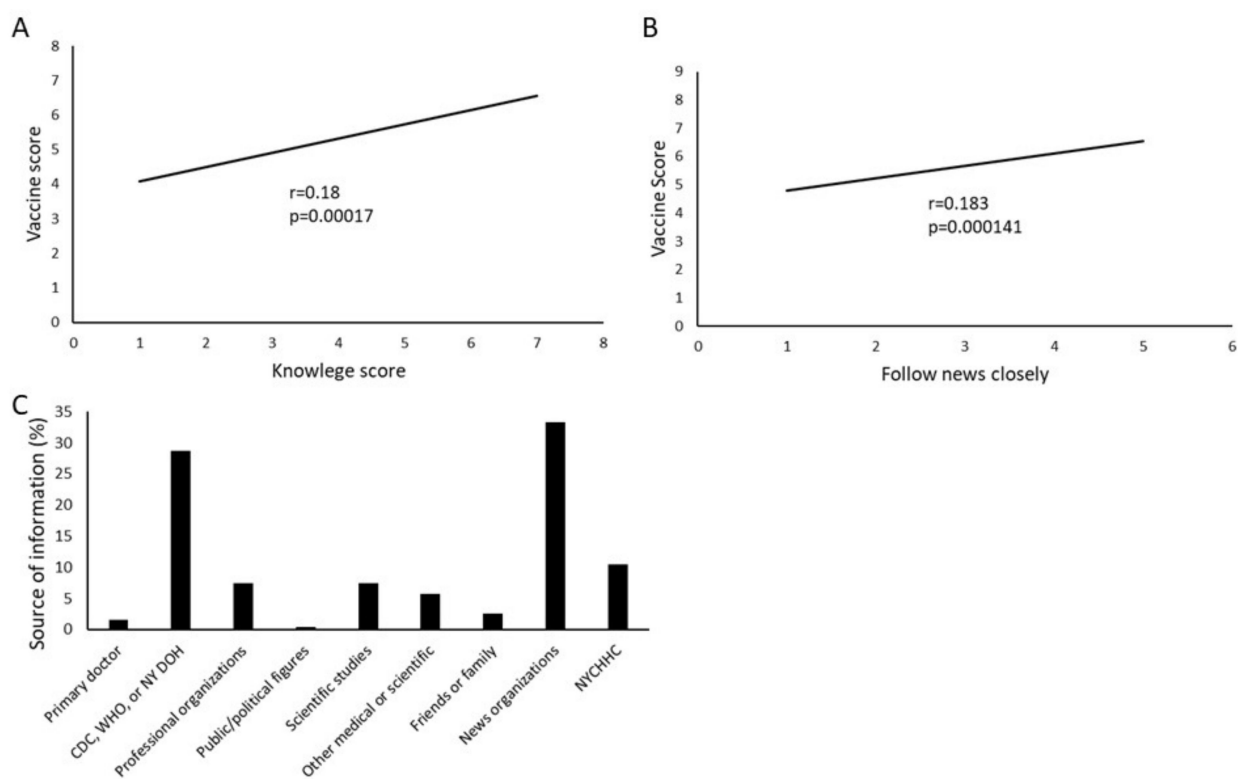 A
8
7
6
5
4
3
2
1
0
Vaccine score
r=0.18
p=0.00017
0 1 2 3 4 5 6 7 8
Knowlege score
B
9
8
7
6
5
4
3
2
1
0
Vaccine Score
r=0.183
p=0.000141
0 1 2 3 4 5 6
Follow news closely
C
35
30
25
20
15
10
5
0
Source of information (%)
Primary doctor
CDC, WHO, or NY DOH
Professional organizations
Public/political figures
Scientific studies
Other medical or scientific
Friends or family
News organizations
NYCHHC